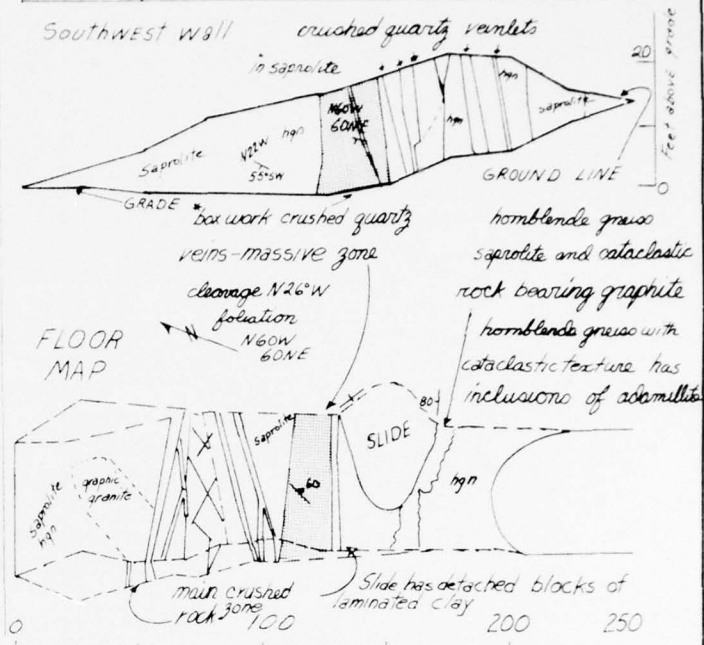 Southwest Wall
crushed quartz veinlets
in saprolite
20
hgn
N60W
60NE
hgn
hgn
saprolite
Saprolite
N22W
55°SW
Feet above grade
GROUND LINE
0
GRADE
*box work crushed quartz
veins-massive zone
cleavage N26°W
foliation
N60W
60NE
N
hornblende gneiss
saprolite and cataclastic
rock bearing graphite
hornblende gneiss with
cataclastic texture has
inclusions of adamillite
FLOOR
MAP
saprolite
80
SLIDE
graphic
granite
saprolite
hgn
60
hgn
main crushed
rock zone
Slide has detached blocks of
laminated clay
0
100
200
250